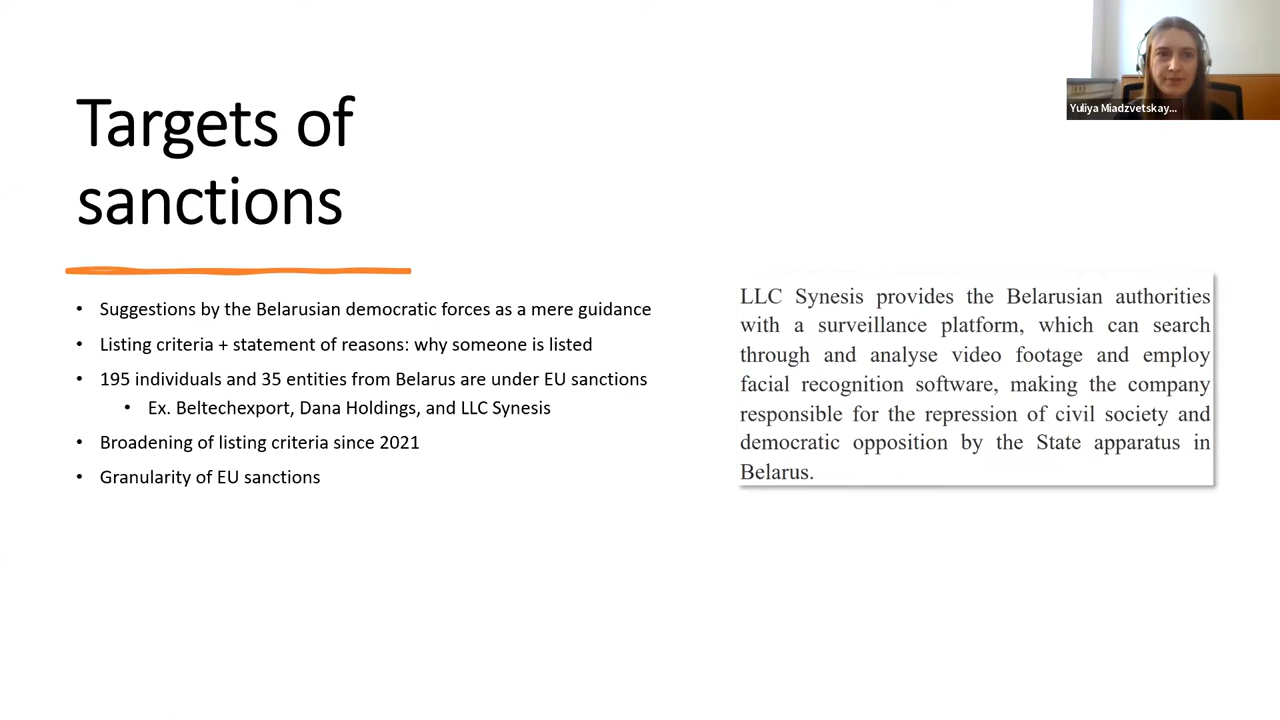 Targets of
sanctions
• Suggestions by the Belarusian democratic forces as a mere guidance
• Listing criteria + statement of reasons: why someone is listed
• 195 individuals and 35 entities from Belarus are under EU sanctions
• Ex. Beltechexport, Dana Holdings, and LLC Synesis
• Broadening of listing criteria since 2021
• Granularity of EU sanctions
LLC Synesis provides the Belarusian authorities
with a surveillance platform, which can search
through and analyse video footage and employ
facial recognition software, making the company
responsible for the repression of civil society and
democratic opposition by the State apparatus in
Belarus.
Yuliya Miadzvetskay...